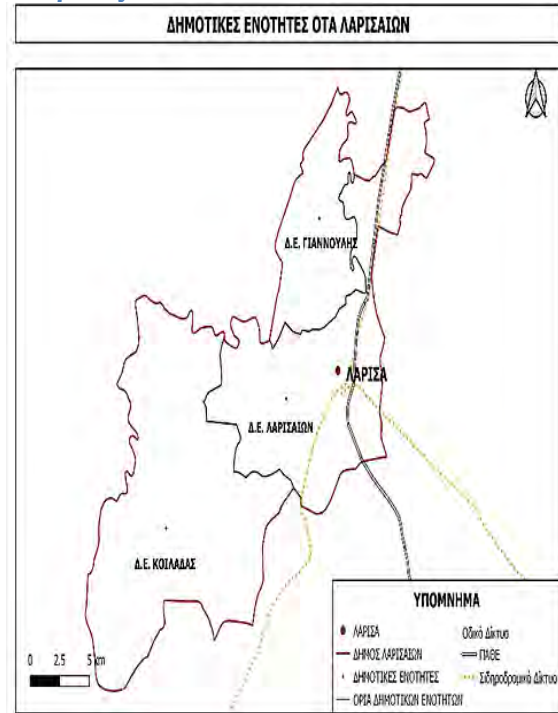 ΔΗΜΟΤΙΚΕΣ ΕΝΟΤΗΤΕΣ ΟΤΑ ΛΑΡΙΣΑΙΩΝ
Δ.Ε. ΓΙΑΝΝΟΥΛΗΣ
ΛΑΡΙΣΑ
Δ.Ε. ΛΑΡΙΣΑΙΩΝ
Δ.Ε. ΚΟΙΛΑΔΑΣ
0 2.5 5 km
ΥΠΟΜΝΗΜΑ
ΛΑΡΙΣΑ
ΔΗΜΟΣ ΛΑΡΙΣΑΙΩΝ
ΔΗΜΟΤΙΚΕΣ ΕΝΟΤΗΤΕΣ
ΟΡΙΑ ΔΗΜΟΤΙΚΩΝ ΕΝΟΤΗΤΩΝ
Οδικό Δίκτυο
ΠΑΘΕ
Σιδηροδρομικό Δίκτυο